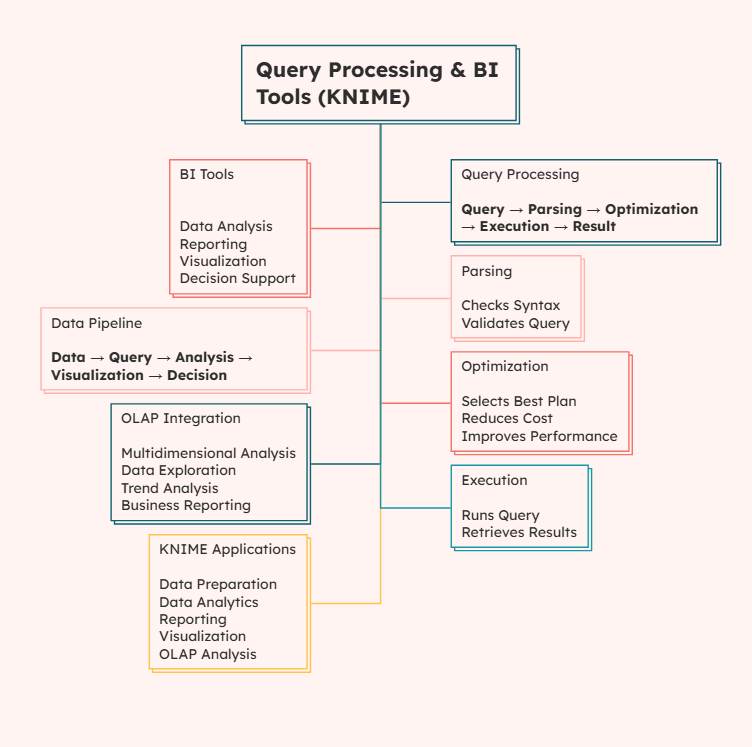 Query Processing & BI
Tools (KNIME)
BI Tools
Data Analysis
Reporting
Visualization
Decision Support
Data Pipeline
Data → Query → Analysis →
Visualization → Decision
OLAP Integration
Multidimensional Analysis
Data Exploration
Trend Analysis
Business Reporting
KNIME Applications
Data Preparation
Data Analytics
Reporting
Visualization
OLAP Analysis
Query Processing
Query → Parsing → Optimization
→ Execution → Result
Parsing
Checks Syntax
Validates Query
Optimization
Selects Best Plan
Reduces Cost
Improves Performance
Execution
Runs Query
Retrieves Results